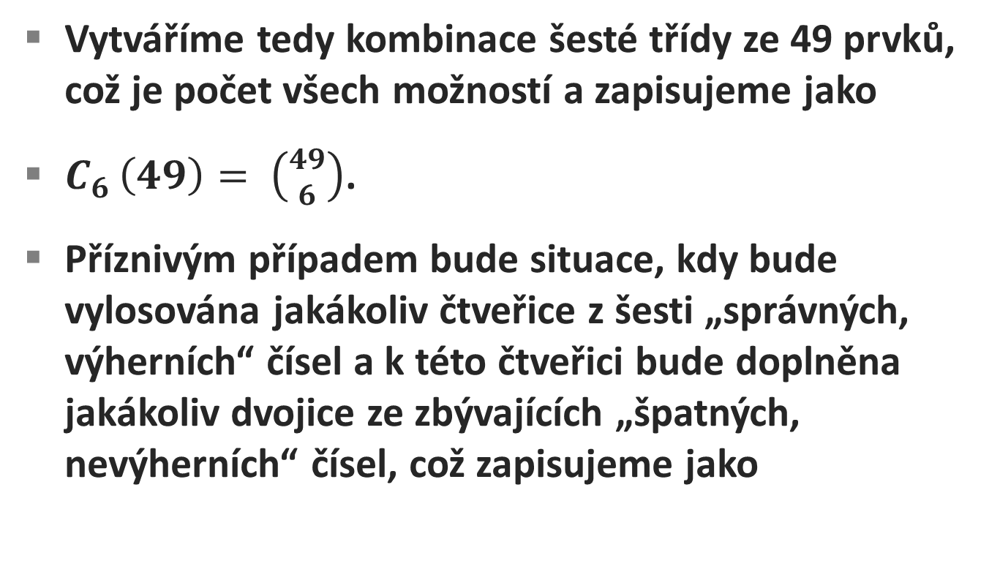 ▪ Vytváříme tedy kombinace šesté třídy ze 49 prvků,
což je počet všech možností a zapisujeme jako
▪ C₆ (49) = (49 6).
▪ Příznivým případem bude situace, kdy bude
vylosována jakákoliv čtveřice z šesti „správných,
výherních“ čísel a k této čtveřici bude doplněna
jakákoliv dvojice ze zbývajících „špatných,
nevýherních“ čísel, což zapisujeme jako